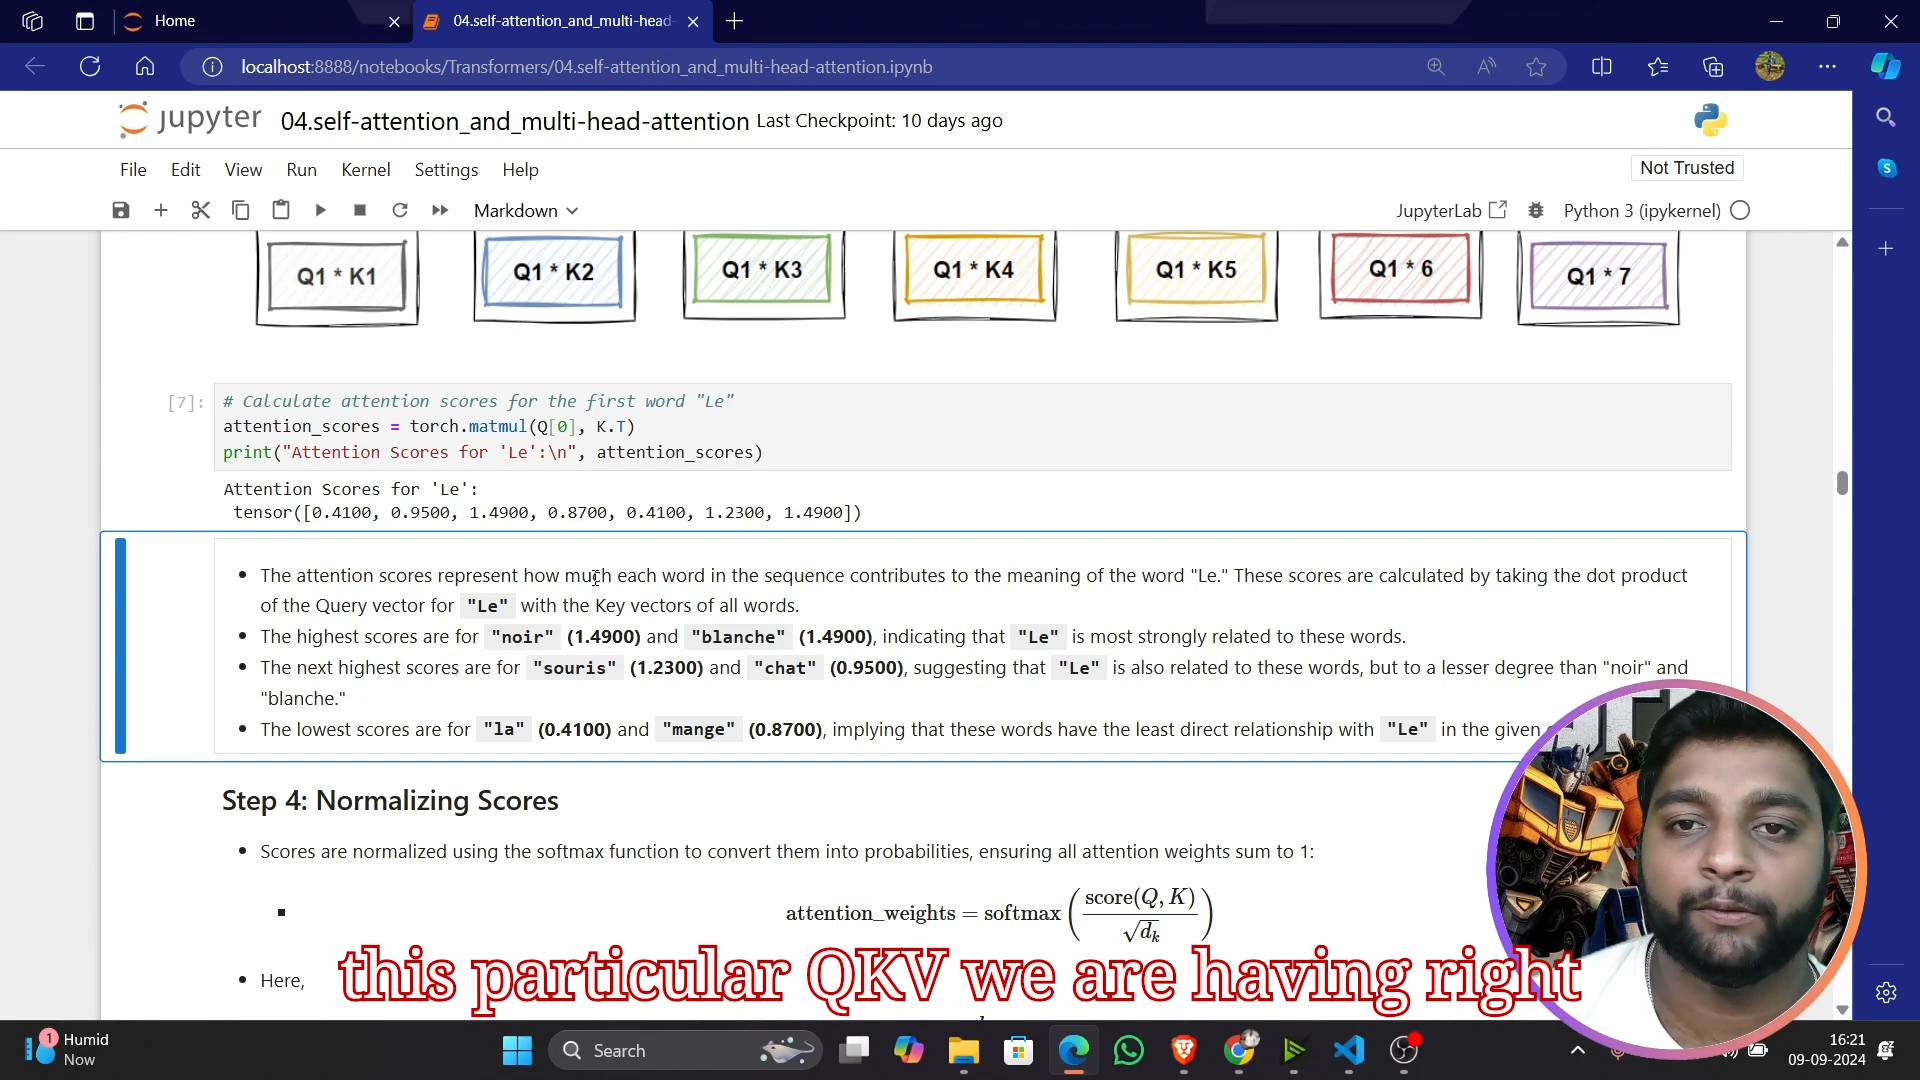 Home
04.self-attention_and_multi-head-
localhost:8888/notebooks/Transformers/04.self-attention_and_multi-head-attention.ipynb
jupyter 04.self-attention_and_multi-head-attention Last Checkpoint: 10 days ago
File Edit View Run Kernel Settings Help
Not Trusted
Markdown
JupyterLab
Python 3 (ipykernel)
Q1 * K1 Q1 * K2 Q1 * K3 Q1 * K4 Q1 * K5 Q1 * 6 Q1 * 7
[7]: # Calculate attention scores for the first word "Le"
attention_scores = torch.matmul(Q[0], K.T)
print("Attention Scores for 'Le':\n", attention_scores)
Attention Scores for 'Le':
tensor([0.4100, 0.9500, 1.4900, 0.8700, 0.4100, 1.2300, 1.4900])
• The attention scores represent how much each word in the sequence contributes to the meaning of the word "Le." These scores are calculated by taking the dot product
of the Query vector for "Le" with the Key vectors of all words.
• The highest scores are for "noir" (1.4900) and "blanche" (1.4900), indicating that "Le" is most strongly related to these words.
• The next highest scores are for "souris" (1.2300) and "chat" (0.9500), suggesting that "Le" is also related to these words, but to a lesser degree than "noir" and
"blanche."
• The lowest scores are for "la" (0.4100) and "mange" (0.8700), implying that these words have the least direct relationship with "Le" in the given
Step 4: Normalizing Scores
• Scores are normalized using the softmax function to convert them into probabilities, ensuring all attention weights sum to 1:
attention_weights = softmax(score(Q, K) / √d_k)
• Here,
this particular QKV we are having right
1
Humid
Now
Search
16:21
09-09-2024